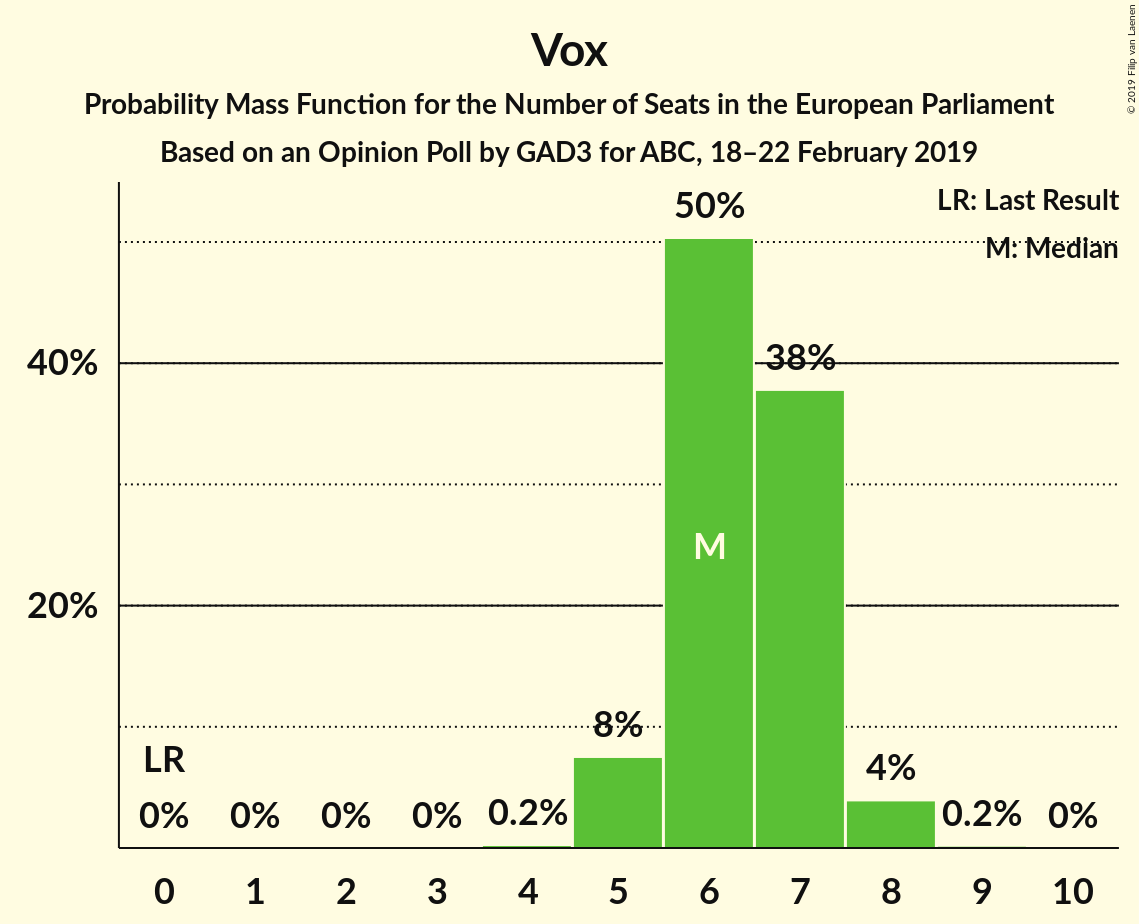 Vox
Probability Mass Function for the Number of Seats in the European Parliament
Based on an Opinion Poll by GAD3 for ABC, 18–22 February 2019
© 2019 Filip van Laenen
LR: Last Result
M: Median
50%
40%
38%
20%
M
8%
LR
4%
0% 0% 0% 0% 0.2% 0.2% 0%
0 1 2 3 4 5 6 7 8 9 10